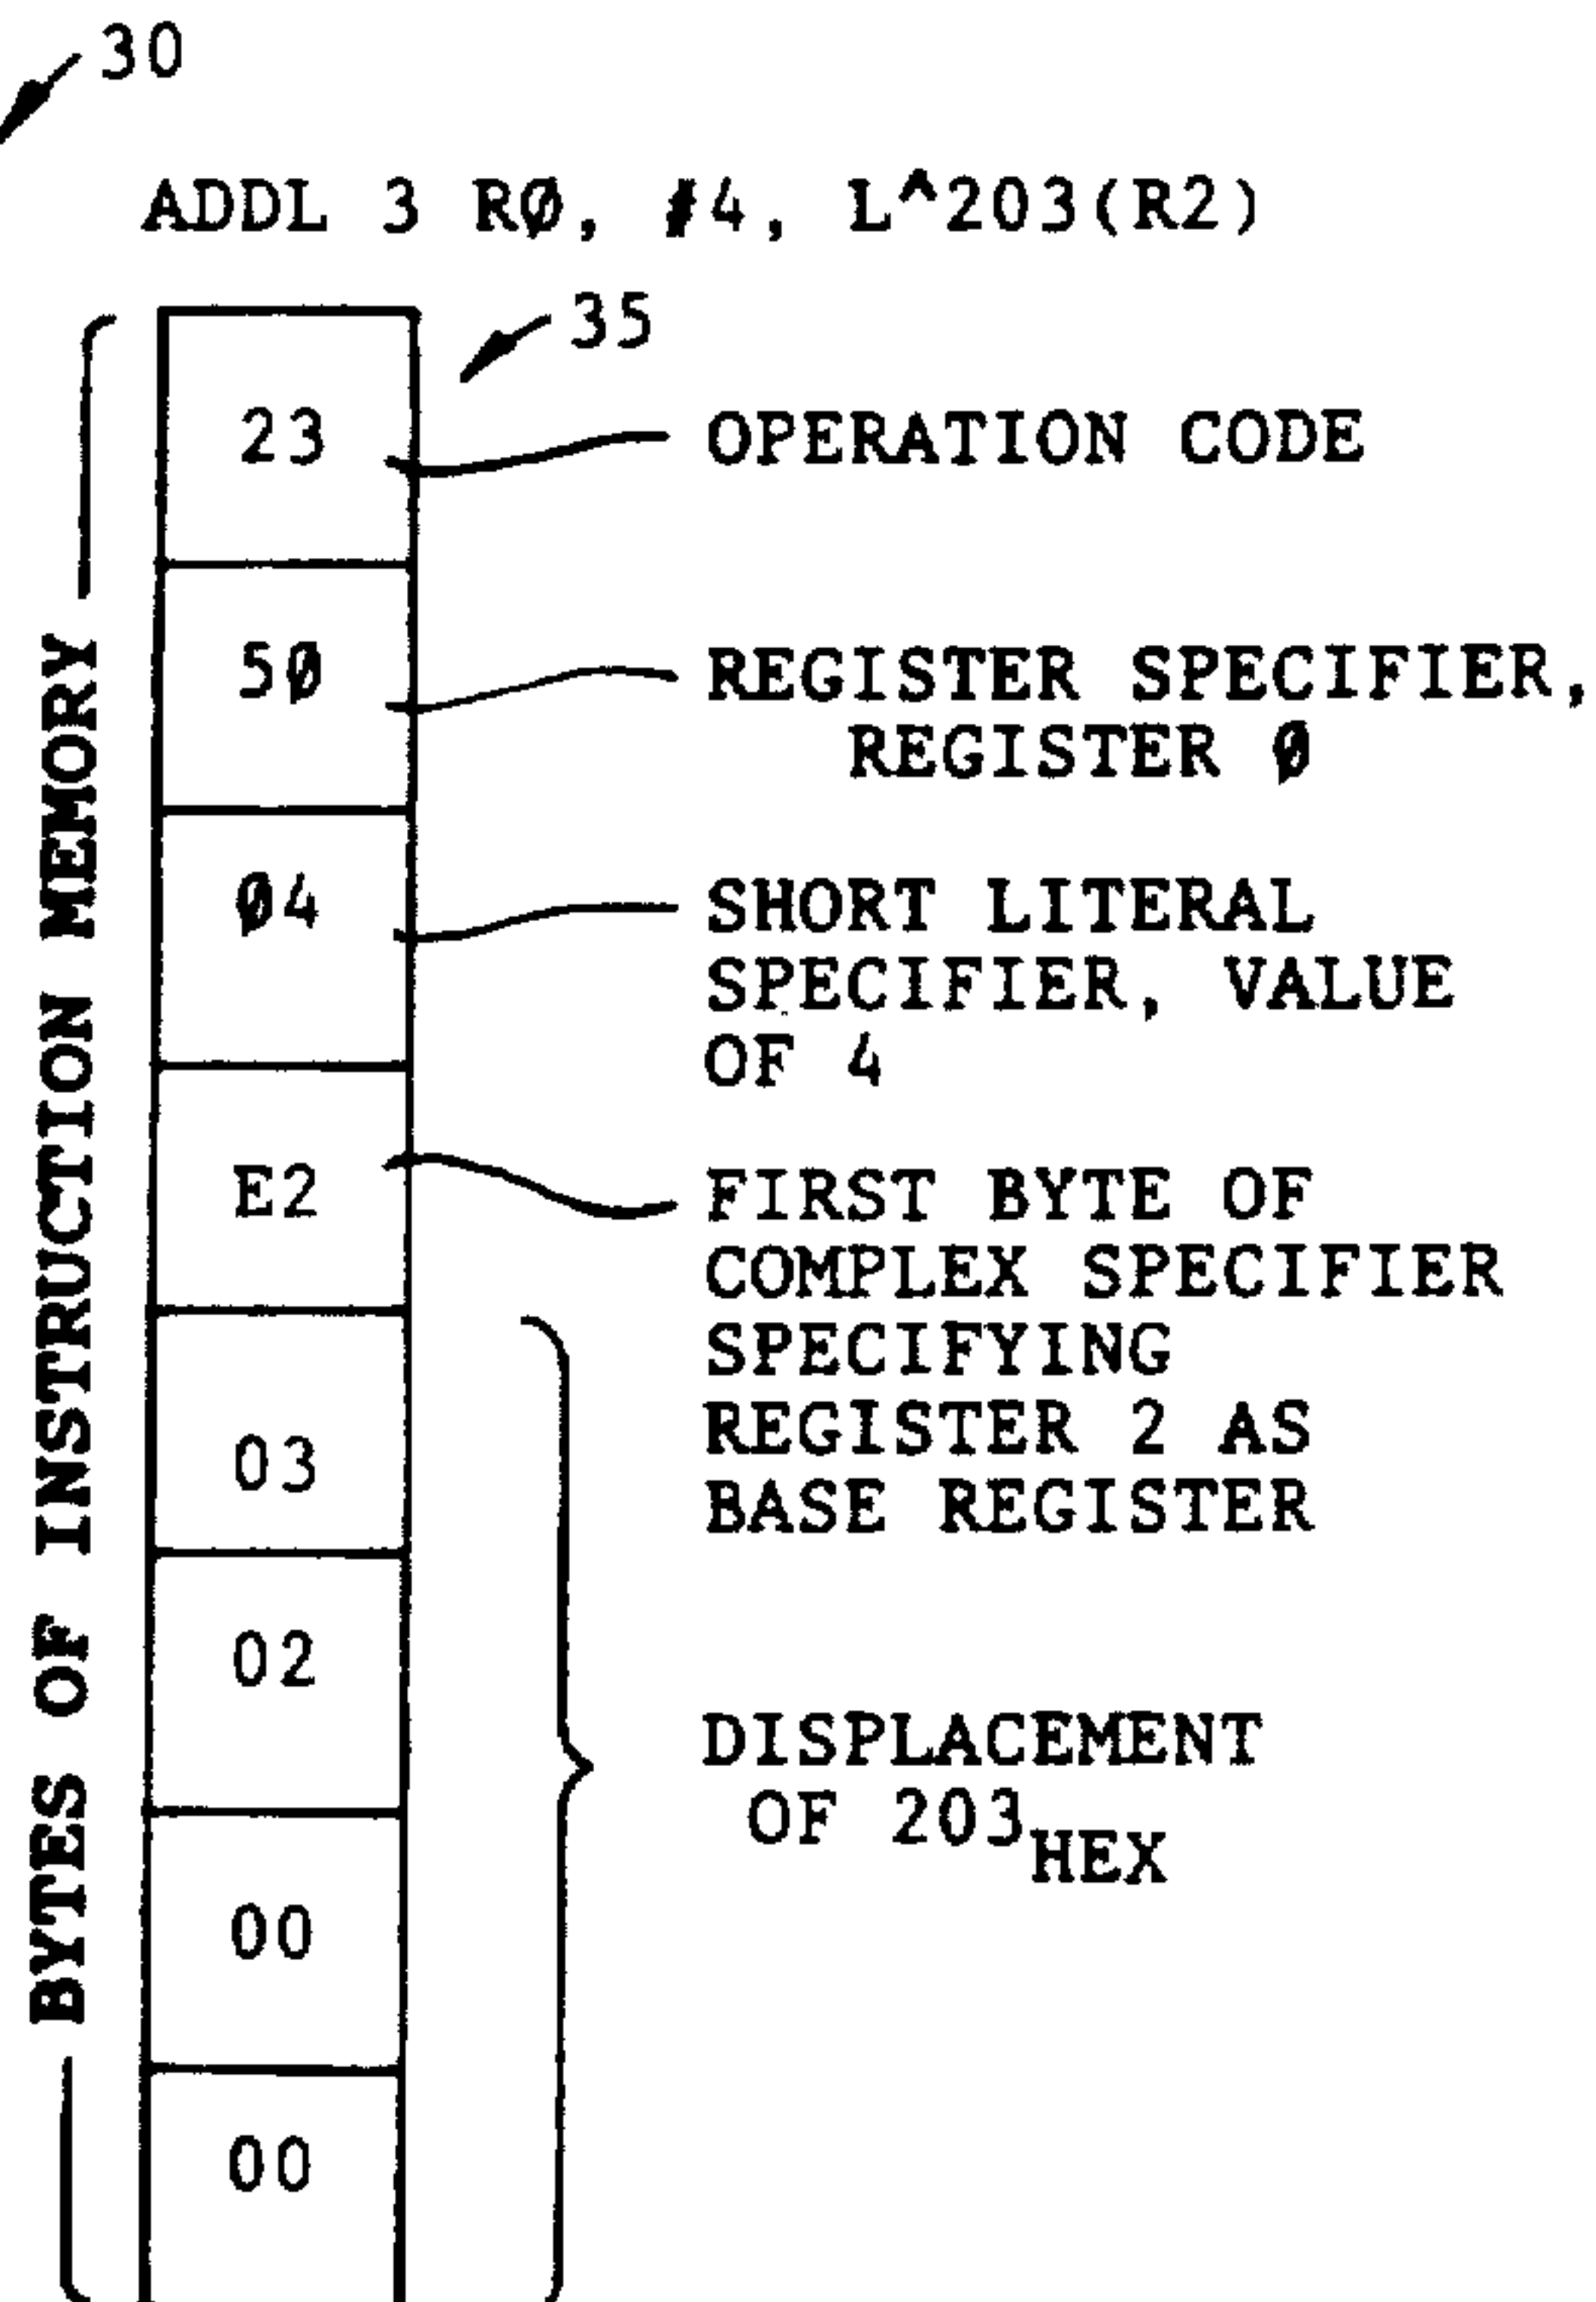 30
ADDL 3 RØ, #4, L^203(R2)
35
23
OPERATION CODE
5Ø
REGISTER SPECIFIER,
REGISTER Ø
Ø4
SHORT LITERAL
SPECIFIER, VALUE
OF 4
E2
FIRST BYTE OF
COMPLEX SPECIFIER
SPECIFYING
REGISTER 2 AS
BASE REGISTER
03
02
DISPLACEMENT
OF 203HEX
00
00
BYTES OF INSTRUCTION MEMORY